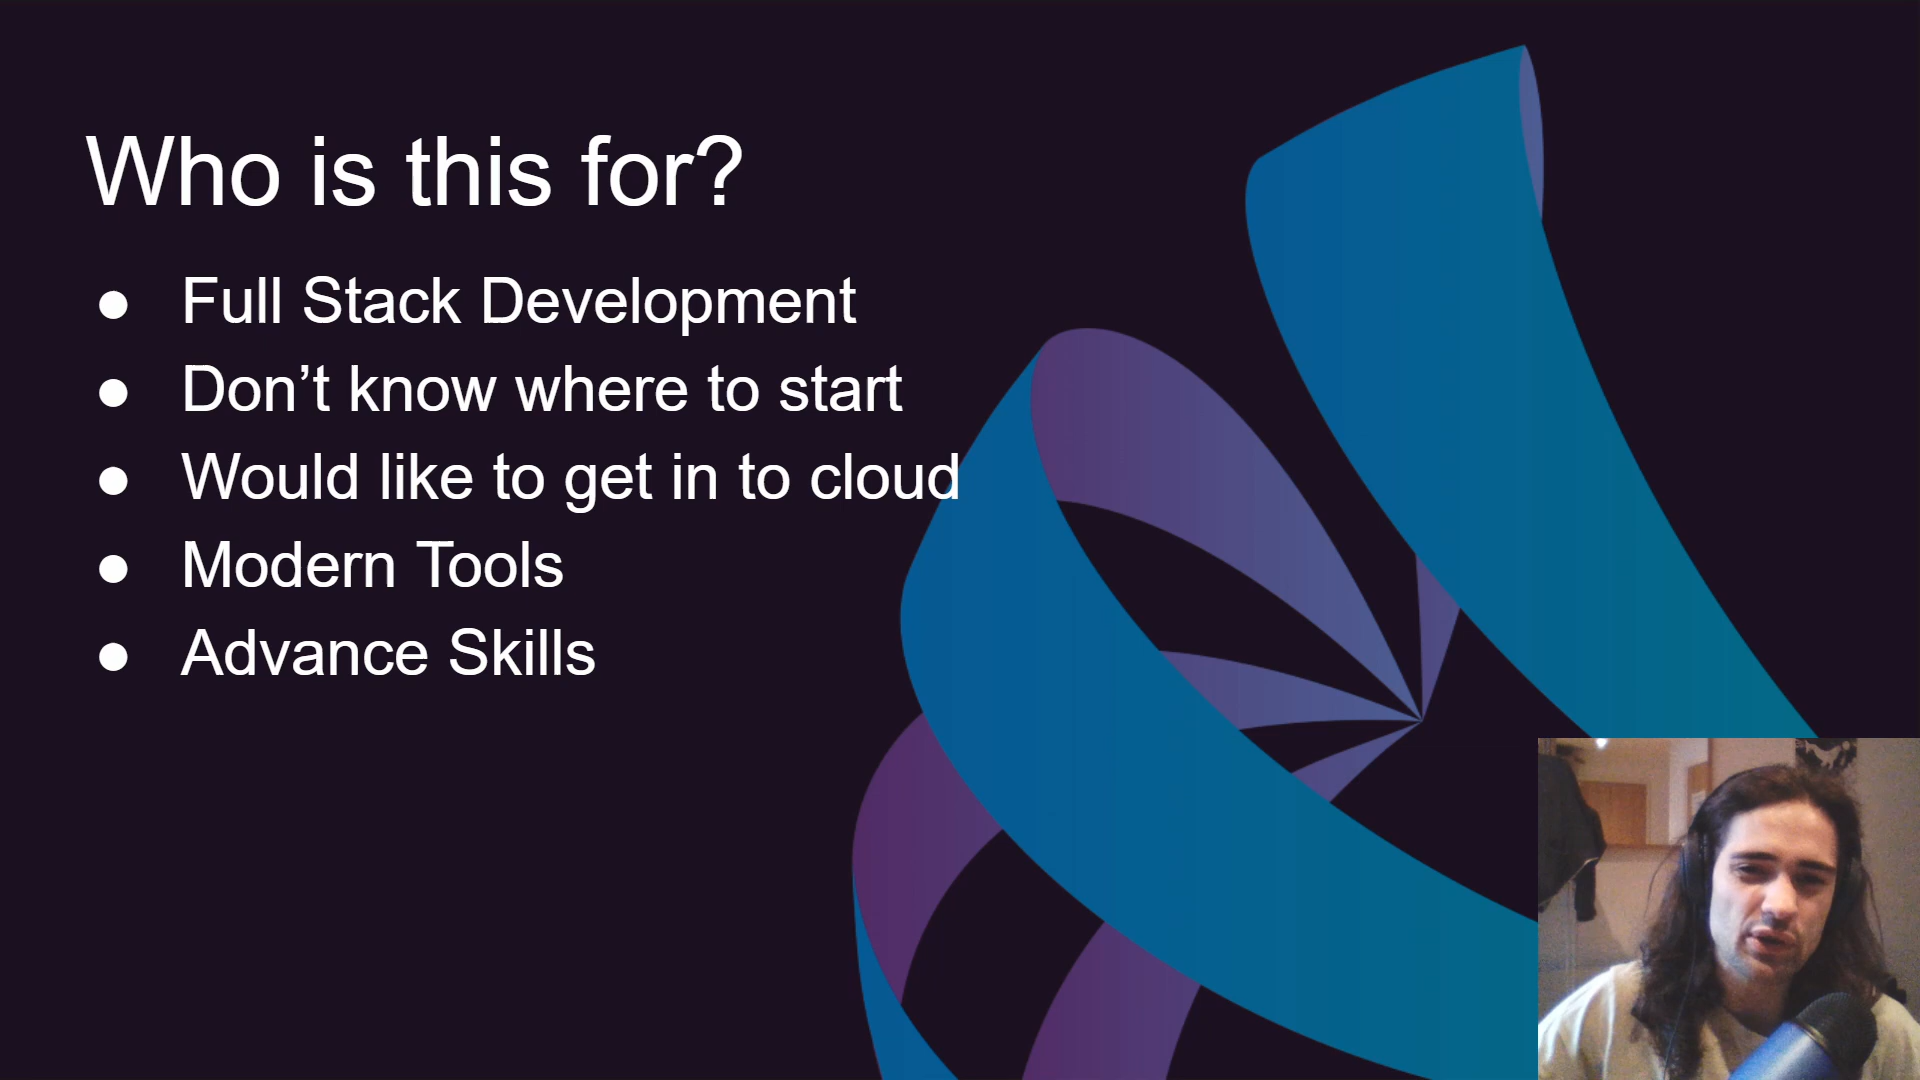 Who is this for?
● Full Stack Development
● Don’t know where to start
● Would like to get in to cloud
● Modern Tools
● Advance Skills